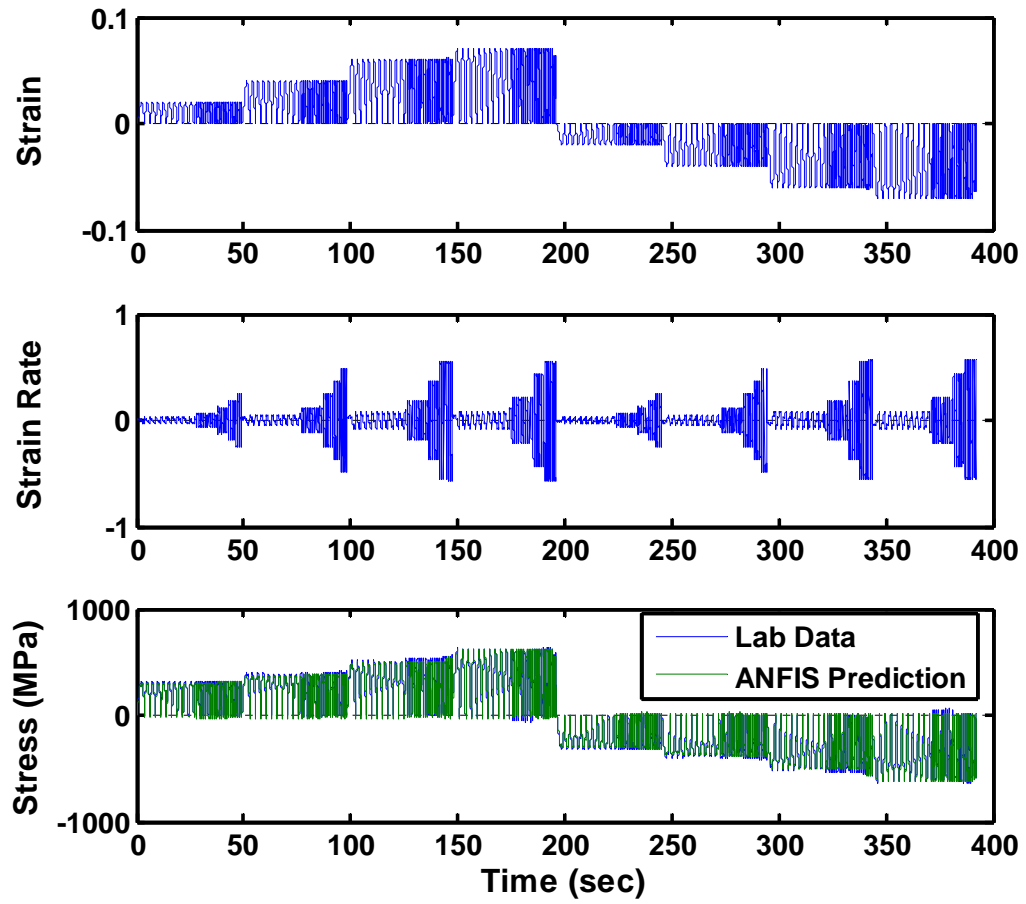 0.1
0
-0.1
Strain
0 50 100 150 200 250 300 350 400
1
0
-1
Strain Rate
0 50 100 150 200 250 300 350 400
1000
0
-1000
Stress (MPa)
Lab Data
ANFIS Prediction
0 50 100 150 200 250 300 350 400
Time (sec)